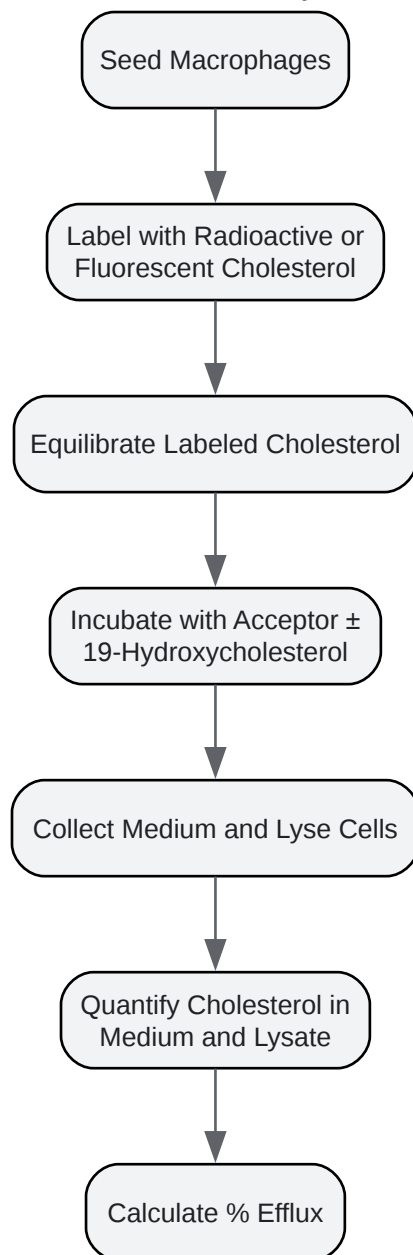 Seed Macrophages
Label with Radioactive or
Fluorescent Cholesterol
Equilibrate Labeled Cholesterol
Incubate with Acceptor ±
19-Hydroxycholesterol
Collect Medium and Lyse Cells
Quantify Cholesterol in
Medium and Lysate
Calculate % Efflux